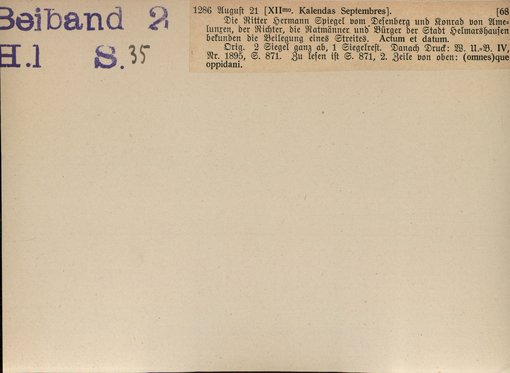 Beiband 2
H.1 S. 35
1286 August 21 [XIImo. Kalendas Septembres]. [68
Die Ritter Hermann Spiegel vom Desenberg und Konrad von Ame-
lunxen, der Richter, die Ratmänner und Bürger der Stadt Helmarshausen
bekunden die Beilegung eines Streites. Actum et datum.
Orig. 2 Siegel ganz ab, 1 Siegelrest. Danach Druck: W. U.-B. IV,
Nr. 1895, S. 871. Zu lesen ist S. 871, 2. Zeile von oben: (omnes)que
oppidani.